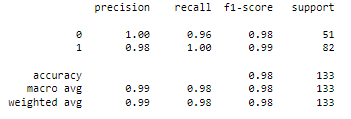 precision recall f1-score support
0 1.00 0.96 0.98 51
1 0.98 1.00 0.99 82
accuracy 0.98 133
macro avg 0.99 0.98 0.98 133
weighted avg 0.99 0.98 0.98 133